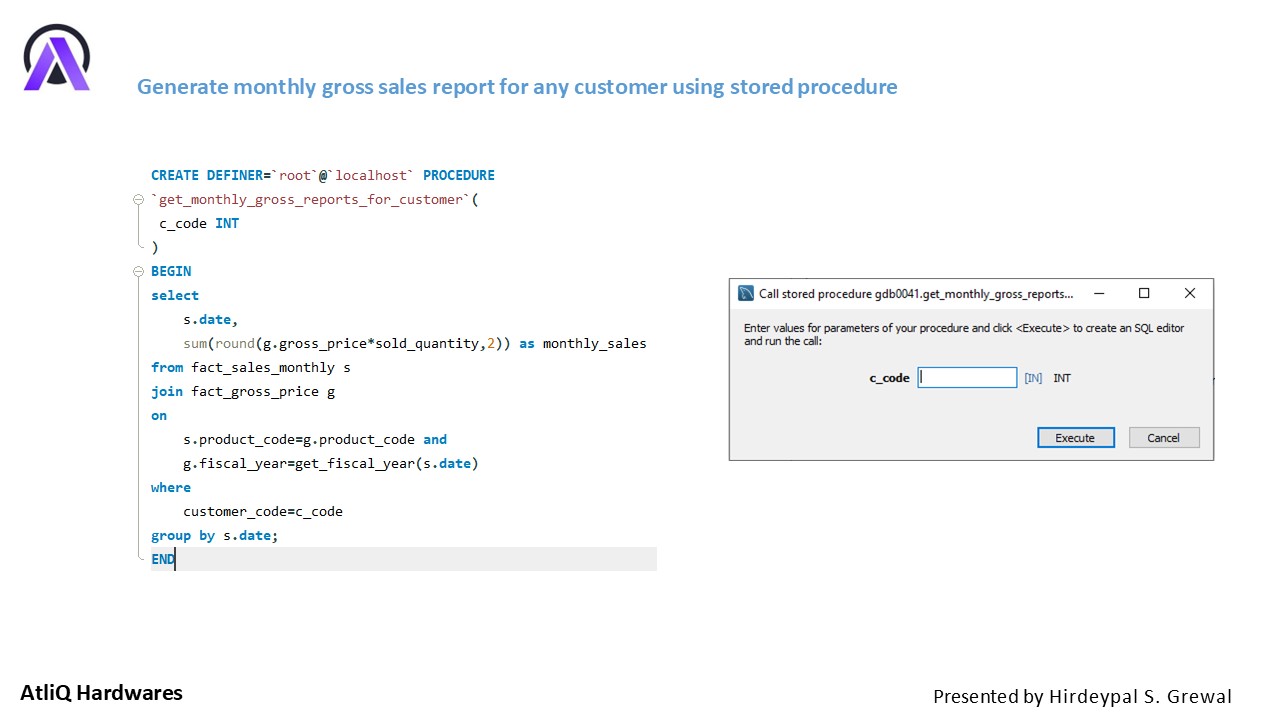 Generate monthly gross sales report for any customer using stored procedure
CREATE DEFINER=`root`@`localhost` PROCEDURE
`get_monthly_gross_reports_for_customer`(
c_code INT
)
BEGIN
select
s.date,
sum(round(g.gross_price*sold_quantity,2)) as monthly_sales
from fact_sales_monthly s
join fact_gross_price g
on
s.product_code=g.product_code and
g.fiscal_year=get_fiscal_year(s.date)
where
customer_code=c_code
group by s.date;
END
Call stored procedure gdb0041.get_monthly_gross_reports...
Enter values for parameters of your procedure and click <Execute> to create an SQL editor
and run the call:
c_code [IN] INT
Execute Cancel
AtliQ Hardwares
Presented by Hirdeypal S. Grewal